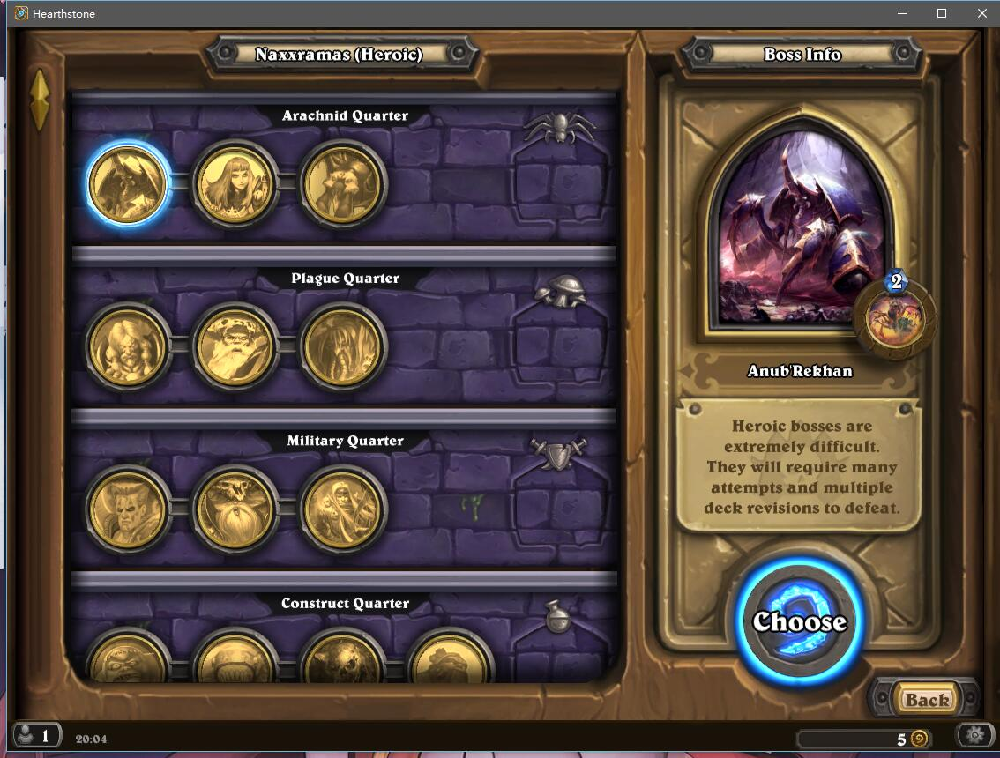 Hearthstone
Naxxramas (Heroic)
Boss Info
Arachnid Quarter
Plague Quarter
2
Anub'Rekhan
Heroic bosses are
extremely difficult.
They will require many
attempts and multiple
deck revisions to defeat.
Military Quarter
Construct Quarter
Choose
Back
1
20:04
5